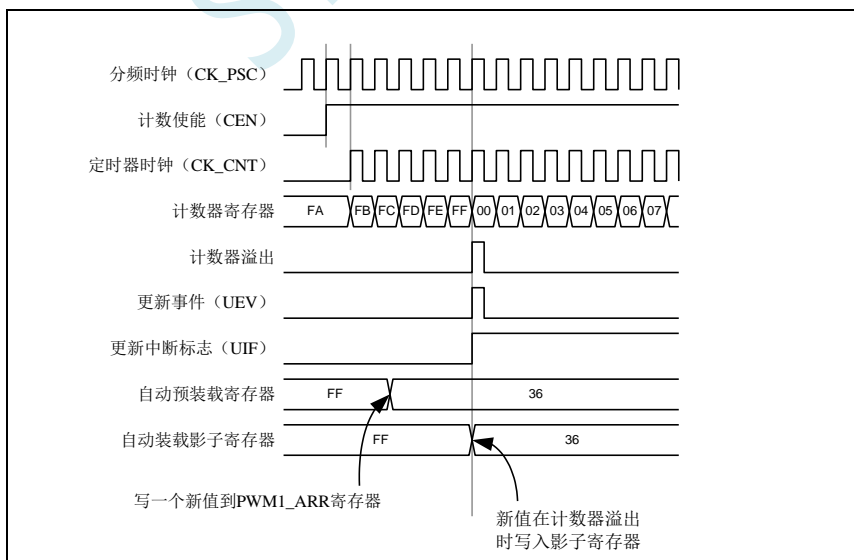 分频时钟（CK_PSC）
计数使能（CEN）
定时器时钟（CK_CNT）
计数器寄存器 FA FB FC FD FE FF 00 01 02 03 04 05 06 07
计数器溢出
更新事件（UEV）
更新中断标志（UIF）
自动预装载寄存器 FF 36
自动装载影子寄存器 FF 36
写一个新值到PWM1_ARR寄存器
新值在计数器溢出
时写入影子寄存器